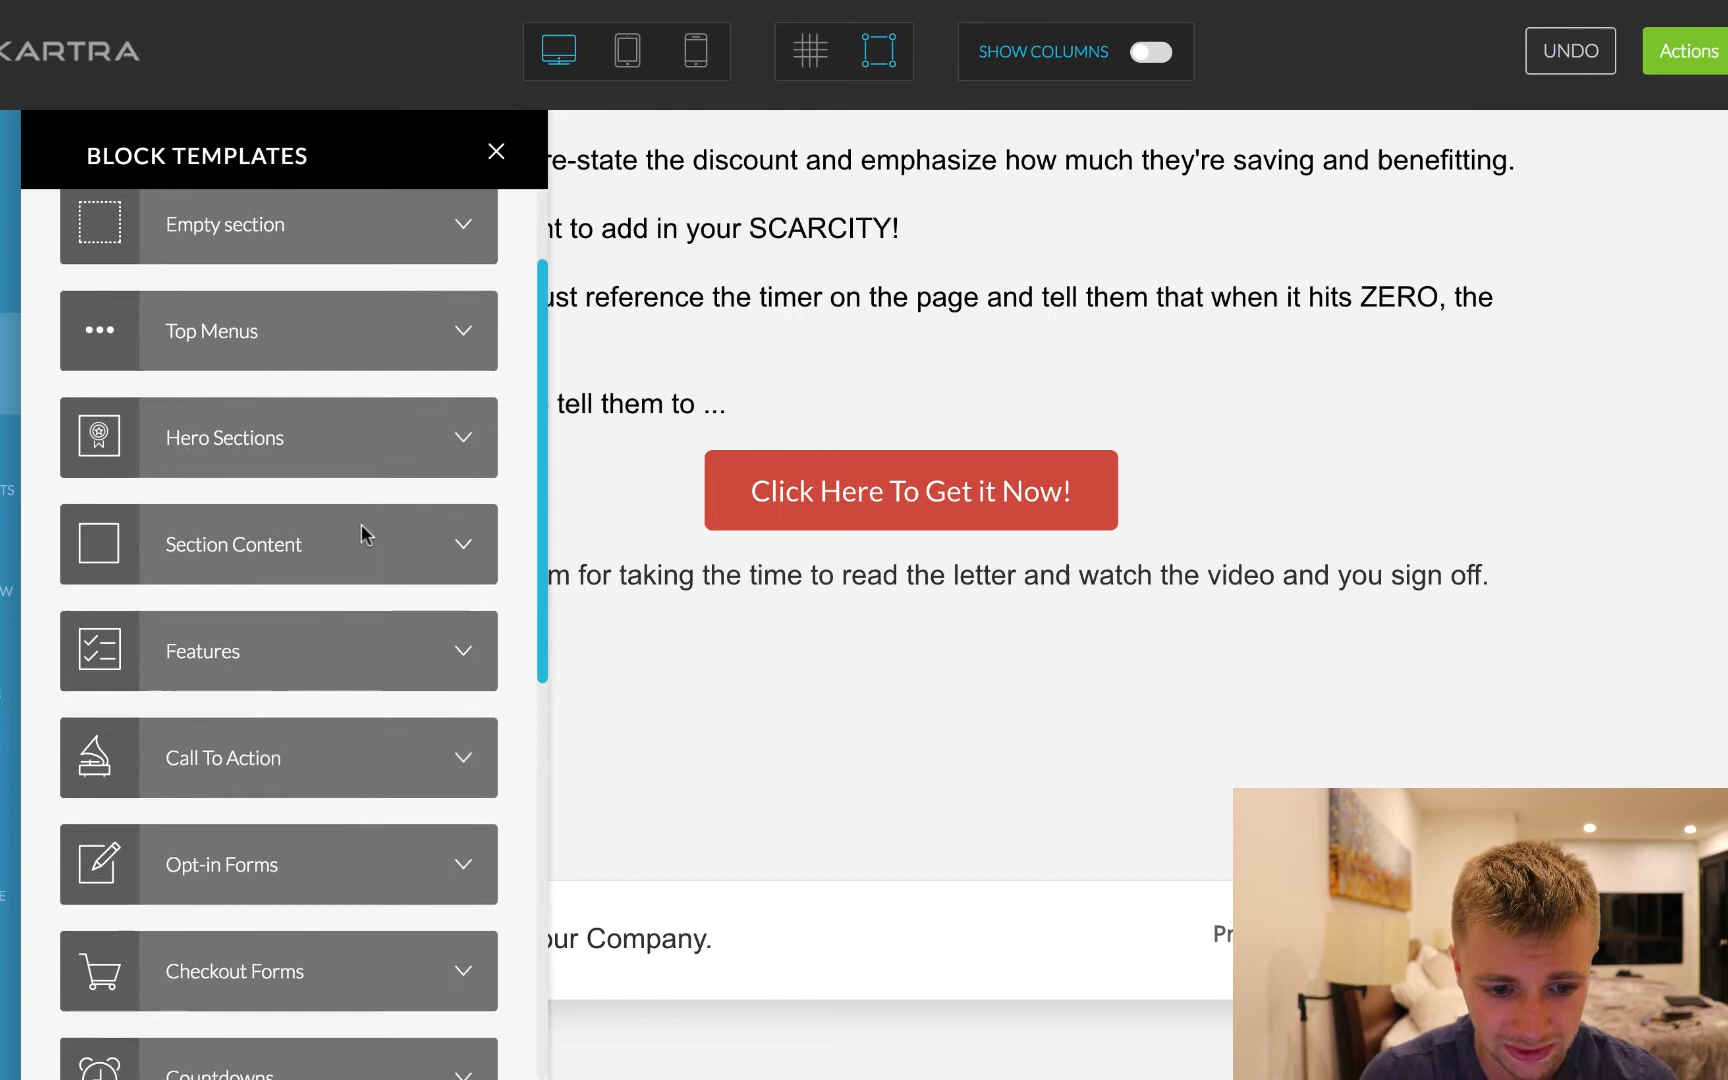 KARTRA
SHOW COLUMNS
UNDO
Actions
BLOCK TEMPLATES
Empty section
Top Menus
Hero Sections
Section Content
Features
Call To Action
Opt-in Forms
Checkout Forms
Countdowns
re-state the discount and emphasize how much they're saving and benefitting.
to add in your SCARCITY!
reference the timer on the page and tell them that when it hits ZERO, the
tell them to ...
Click Here To Get it Now!
for taking the time to read the letter and watch the video and you sign off.
Company.